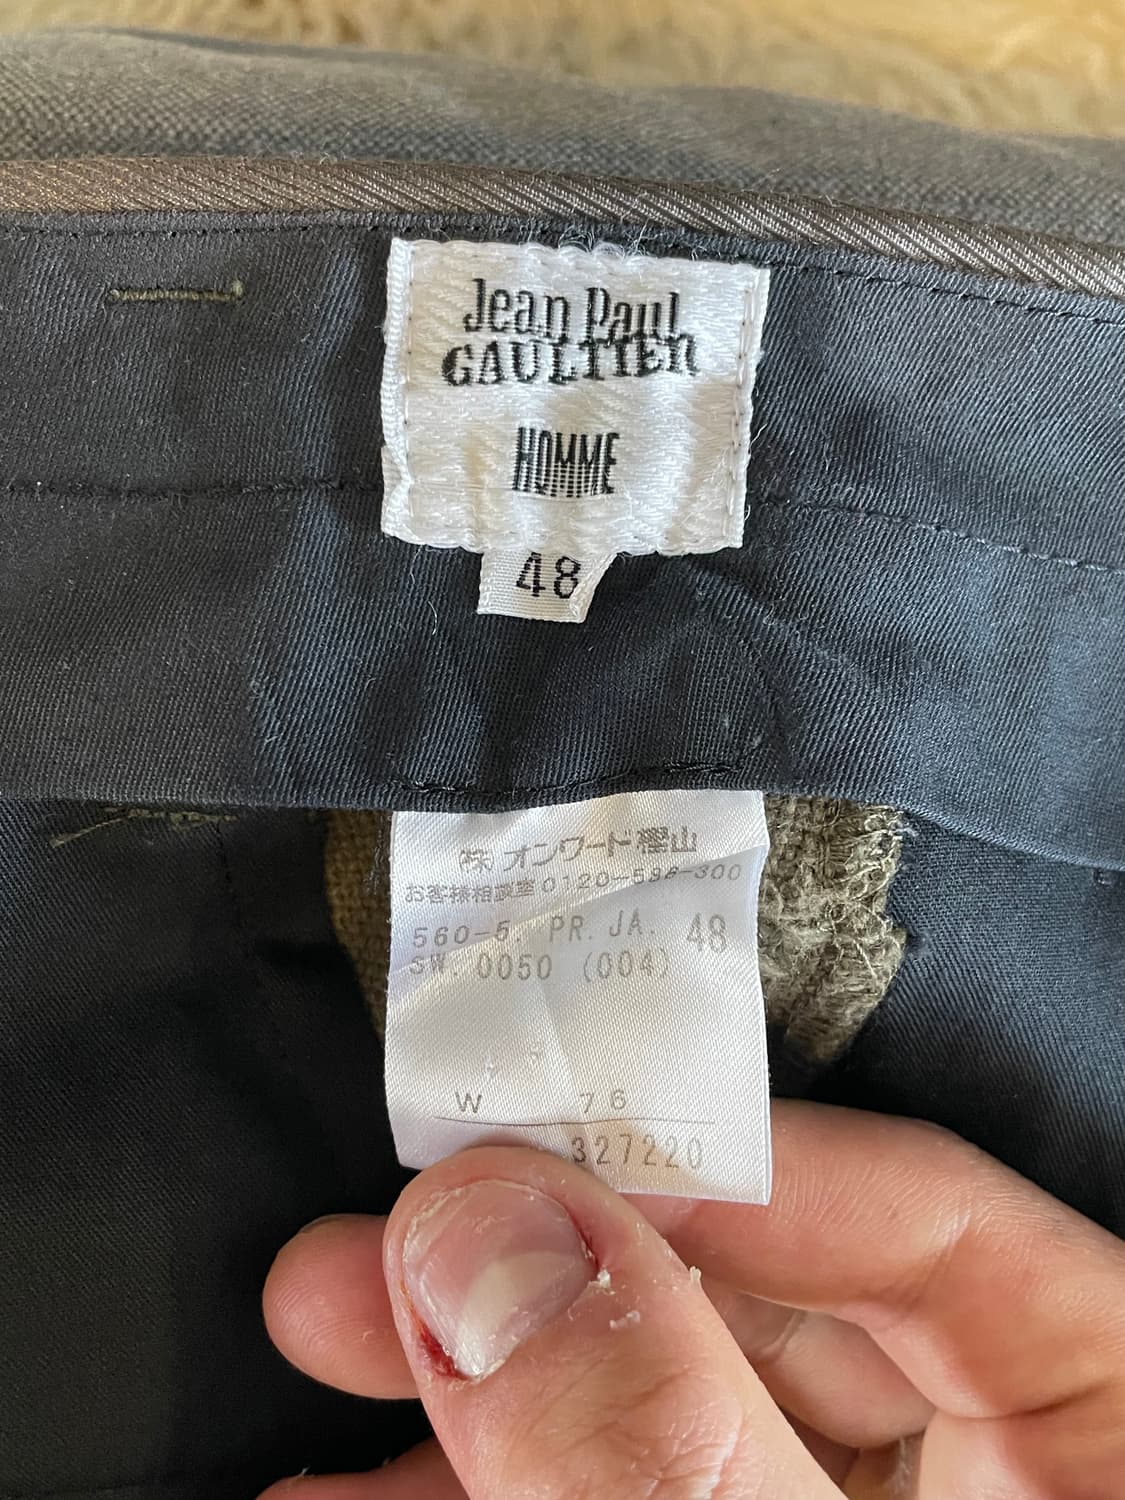 Jean Paul
GAULTIER
HOMME
48
(株) オンワード樫山
お客様相談室 0120-586-300
560-5. PR. JA. 48
SW. 0050 (004)
W 76
327220